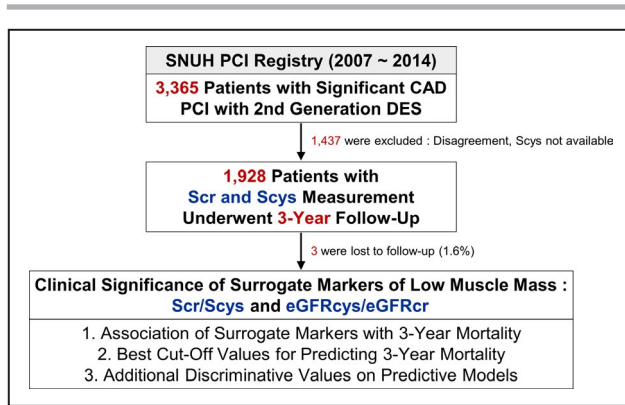 SNUH PCI Registry (2007 ~ 2014)
3,365 Patients with Significant CAD
PCI with 2nd Generation DES
1,437 were excluded : Disagreement, Scys not available
1,928 Patients with
Scr and Scys Measurement
Underwent 3-Year Follow-Up
3 were lost to follow-up (1.6%)
Clinical Significance of Surrogate Markers of Low Muscle Mass :
Scr/Scys and eGFRcys/eGFRcr
1. Association of Surrogate Markers with 3-Year Mortality
2. Best Cut-Off Values for Predicting 3-Year Mortality
3. Additional Discriminative Values on Predictive Models